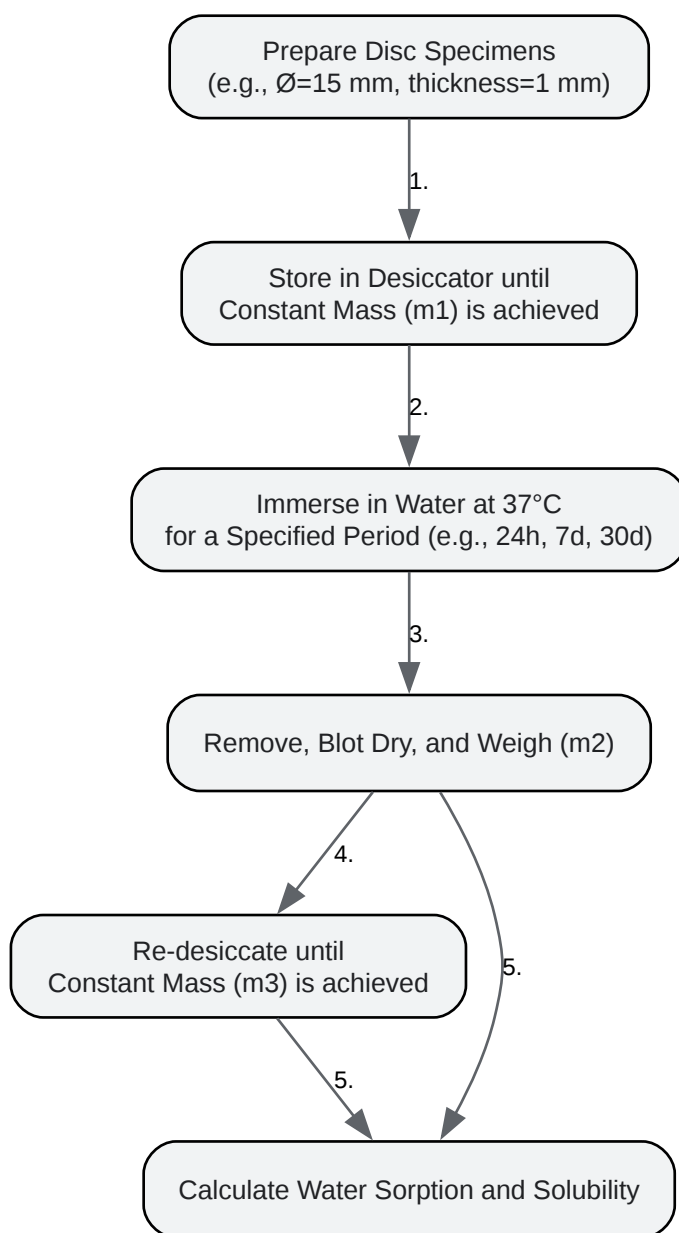 Prepare Disc Specimens
(e.g., Ø=15 mm, thickness=1 mm)
1.
Store in Desiccator until
Constant Mass (m1) is achieved
2.
Immerse in Water at 37°C
for a Specified Period (e.g., 24h, 7d, 30d)
3.
Remove, Blot Dry, and Weigh (m2)
4.
Re-desiccate until
Constant Mass (m3) is achieved
5.
5.
Calculate Water Sorption and Solubility